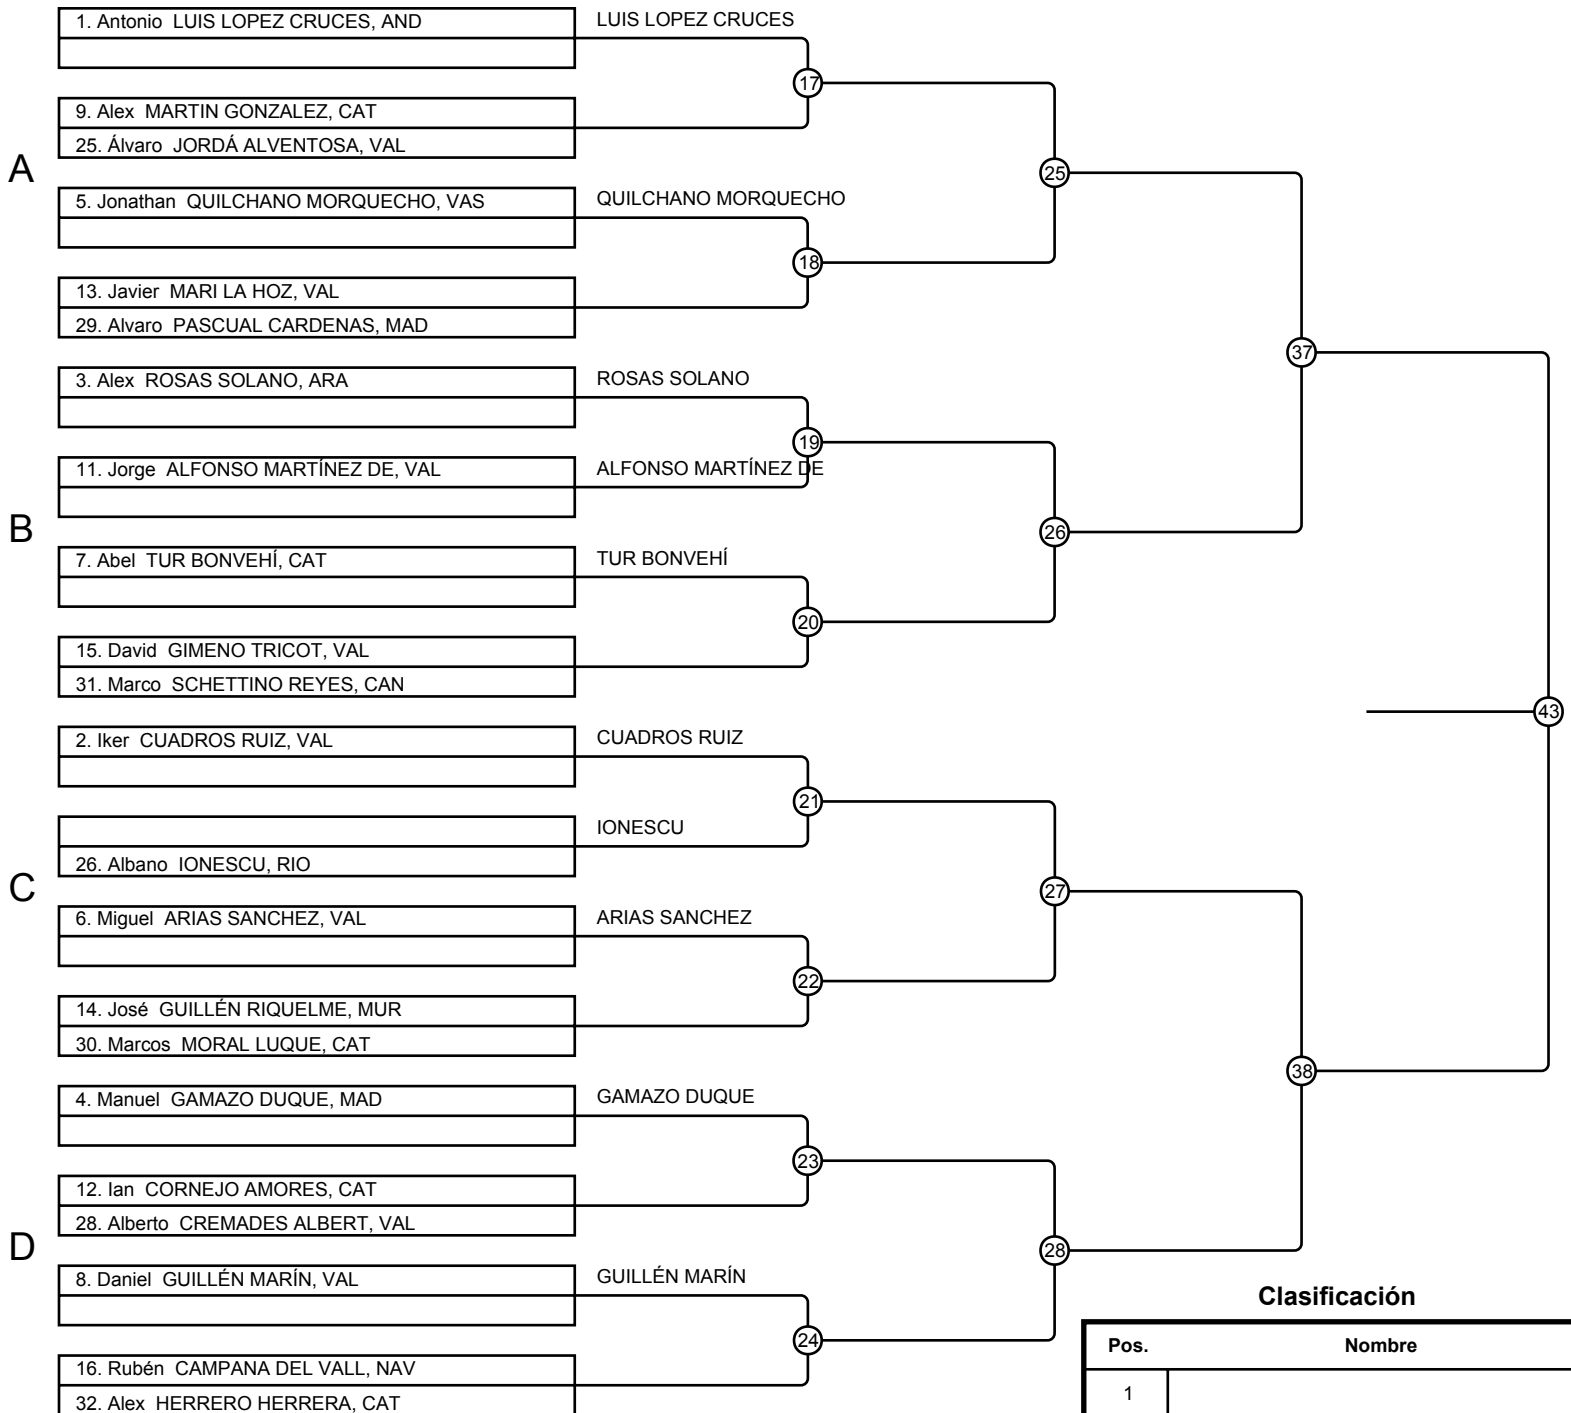 1. Antonio LUIS LOPEZ CRUCES, AND
LUIS LOPEZ CRUCES
17
9. Alex MARTIN GONZALEZ, CAT
25. Álvaro JORDÁ ALVENTOSA, VAL
A
25
5. Jonathan QUILCHANO MORQUECHO, VAS
QUILCHANO MORQUECHO
18
13. Javier MARI LA HOZ, VAL
29. Alvaro PASCUAL CARDENAS, MAD
37
3. Alex ROSAS SOLANO, ARA
ROSAS SOLANO
19
11. Jorge ALFONSO MARTÍNEZ DE, VAL
ALFONSO MARTÍNEZ DE
B
26
7. Abel TUR BONVEHÍ, CAT
TUR BONVEHÍ
20
15. David GIMENO TRICOT, VAL
31. Marco SCHETTINO REYES, CAN
43
2. Iker CUADROS RUIZ, VAL
CUADROS RUIZ
21
IONESCU
26. Albano IONESCU, RIO
C
27
6. Miguel ARIAS SANCHEZ, VAL
ARIAS SANCHEZ
22
14. José GUILLÉN RIQUELME, MUR
30. Marcos MORAL LUQUE, CAT
38
4. Manuel GAMAZO DUQUE, MAD
GAMAZO DUQUE
23
12. Ian CORNEJO AMORES, CAT
28. Alberto CREMADES ALBERT, VAL
D
28
8. Daniel GUILLÉN MARÍN, VAL
GUILLÉN MARÍN
24
16. Rubén CAMPANA DEL VALL, NAV
32. Alex HERRERO HERRERA, CAT
Clasificación
Pos. Nombre
1